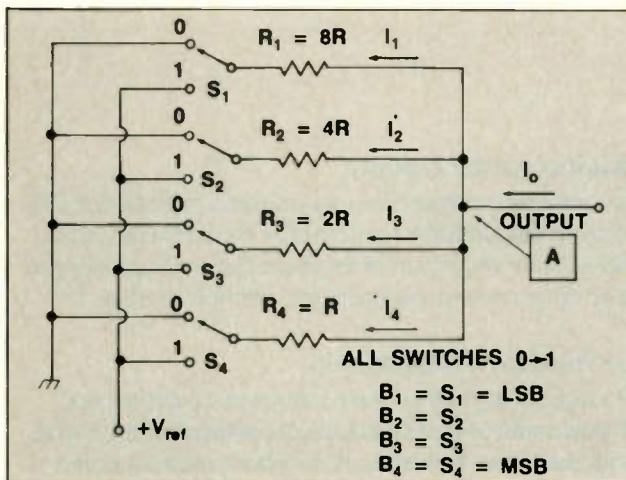 0
R₁ = 8R
I₁
1
S₁
0
R₂ = 4R
I₂
1
S₂
I₀
OUTPUT
0
R₃ = 2R
I₃
A
1
S₃
0
R₄ = R
I₄
1
S₄
ALL SWITCHES 0→1
B₁ = S₁ = LSB
B₂ = S₂
B₃ = S₃
B₄ = S₄ = MSB
+Vref